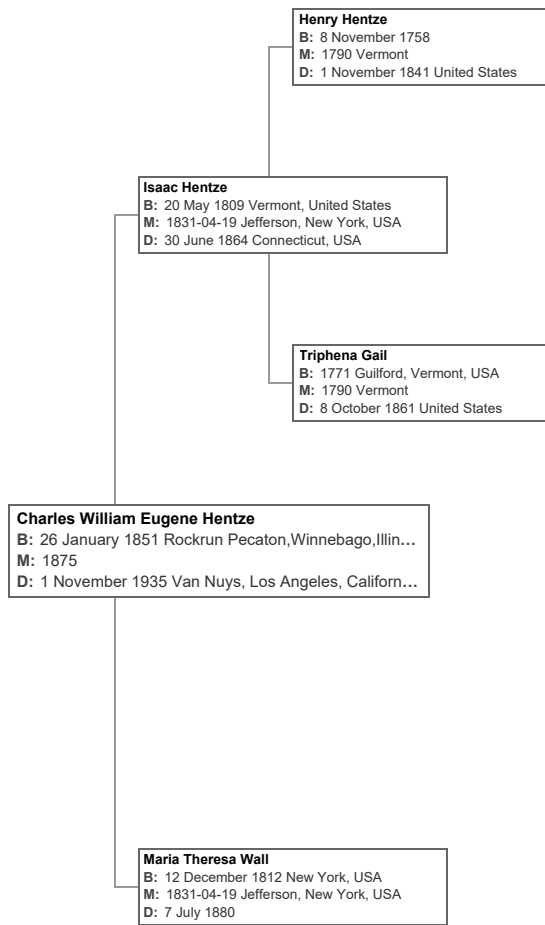 Henry Hentze
B: 8 November 1758
M: 1790 Vermont
D: 1 November 1841 United States
Isaac Hentze
B: 20 May 1809 Vermont, United States
M: 1831-04-19 Jefferson, New York, USA
D: 30 June 1864 Connecticut, USA
Triphena Gail
B: 1771 Guilford, Vermont, USA
M: 1790 Vermont
D: 8 October 1861 United States
Charles William Eugene Hentze
B: 26 January 1851 Rockrun Pecaton,Winnebago,Illin...
M: 1875
D: 1 November 1935 Van Nuys, Los Angeles, Californ...
Maria Theresa Wall
B: 12 December 1812 New York, USA
M: 1831-04-19 Jefferson, New York, USA
D: 7 July 1880